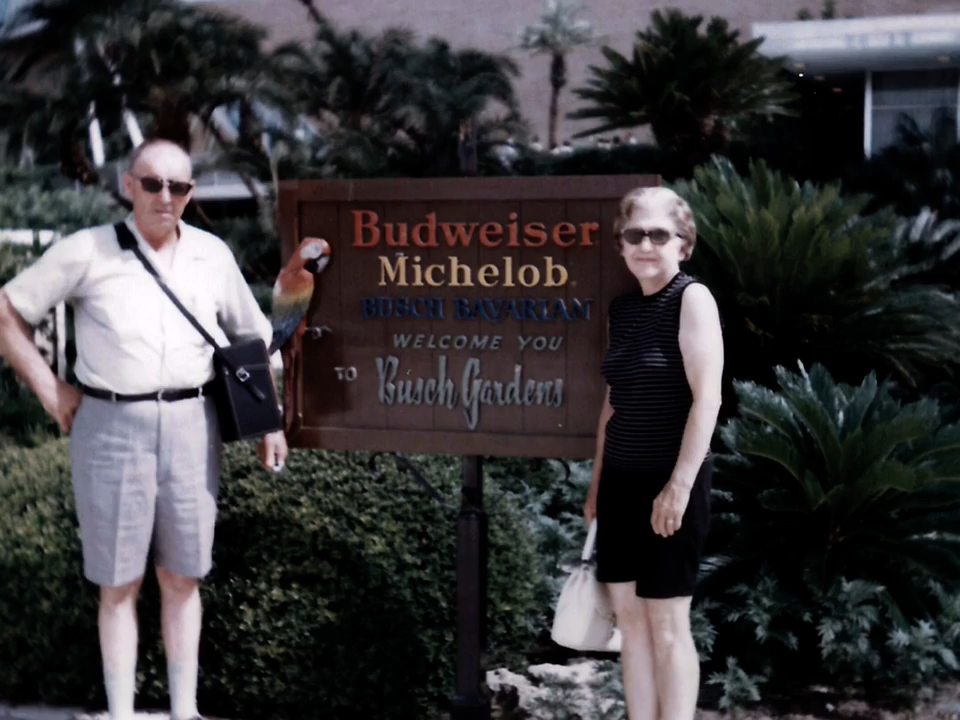 Budweiser
Michelob
BUSCH BAVARIAN
WELCOME YOU
TO Busch Gardens